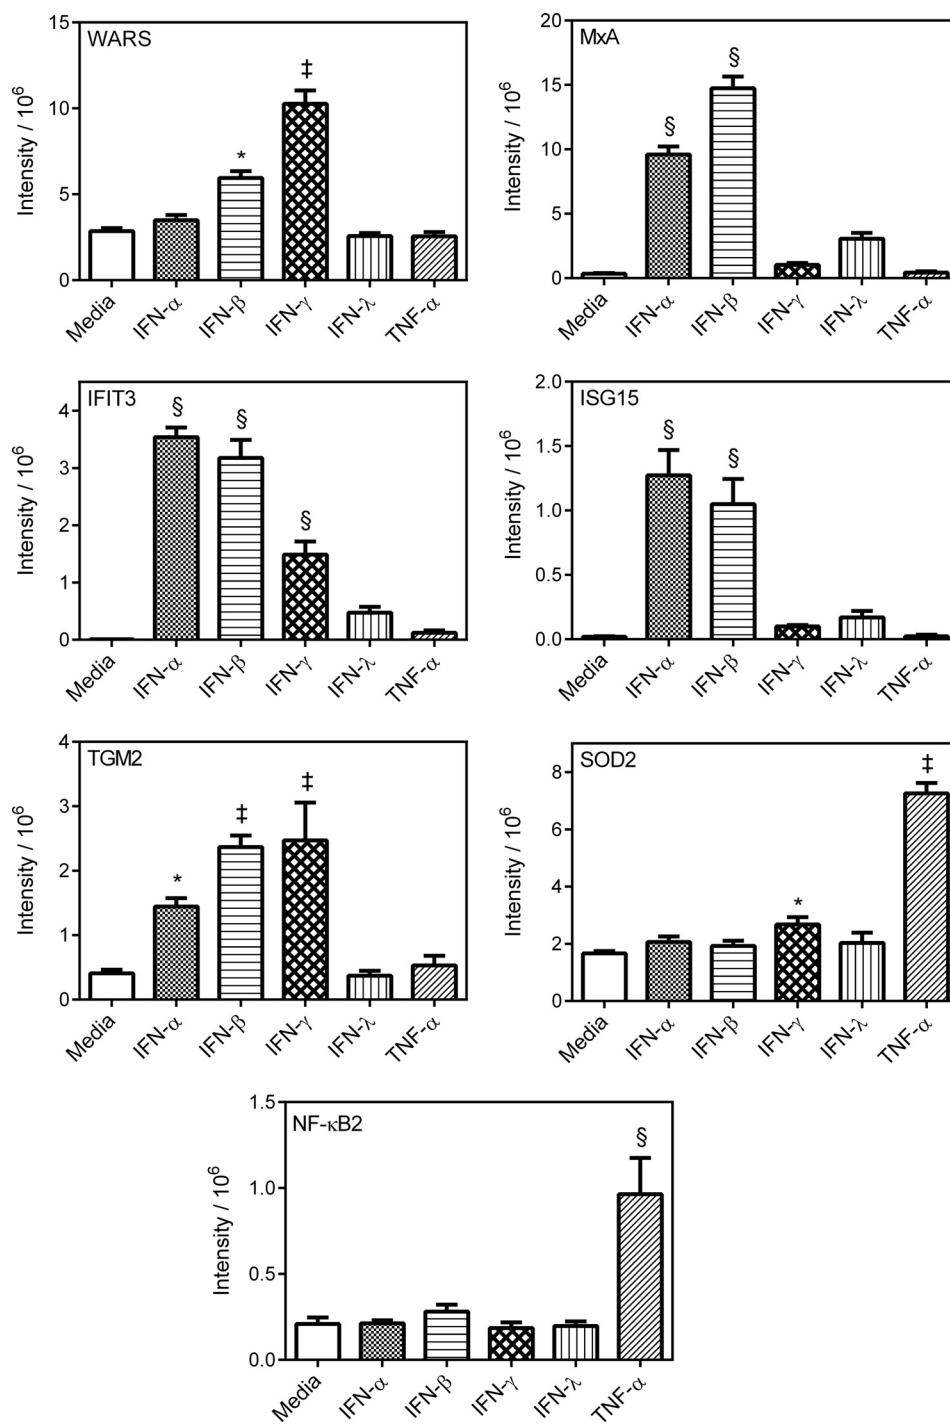 WARS
Intensity / 10⁶
15
10
5
0
*
‡
Media
IFN-α
IFN-β
IFN-γ
IFN-λ
TNF-α
MxA
Intensity / 10⁶
20
15
10
5
0
§
§
Media
IFN-α
IFN-β
IFN-γ
IFN-λ
TNF-α
IFIT3
Intensity / 10⁶
4
3
2
1
0
§
§
§
Media
IFN-α
IFN-β
IFN-γ
IFN-λ
TNF-α
ISG15
Intensity / 10⁶
2.0
1.5
1.0
0.5
0.0
§
§
Media
IFN-α
IFN-β
IFN-γ
IFN-λ
TNF-α
TGM2
Intensity / 10⁶
4
3
2
1
0
*
‡
‡
Media
IFN-α
IFN-β
IFN-γ
IFN-λ
TNF-α
SOD2
Intensity / 10⁶
8
6
4
2
0
*
‡
Media
IFN-α
IFN-β
IFN-γ
IFN-λ
TNF-α
NF-κB2
Intensity / 10⁶
1.5
1.0
0.5
0.0
§
Media
IFN-α
IFN-β
IFN-γ
IFN-λ
TNF-α